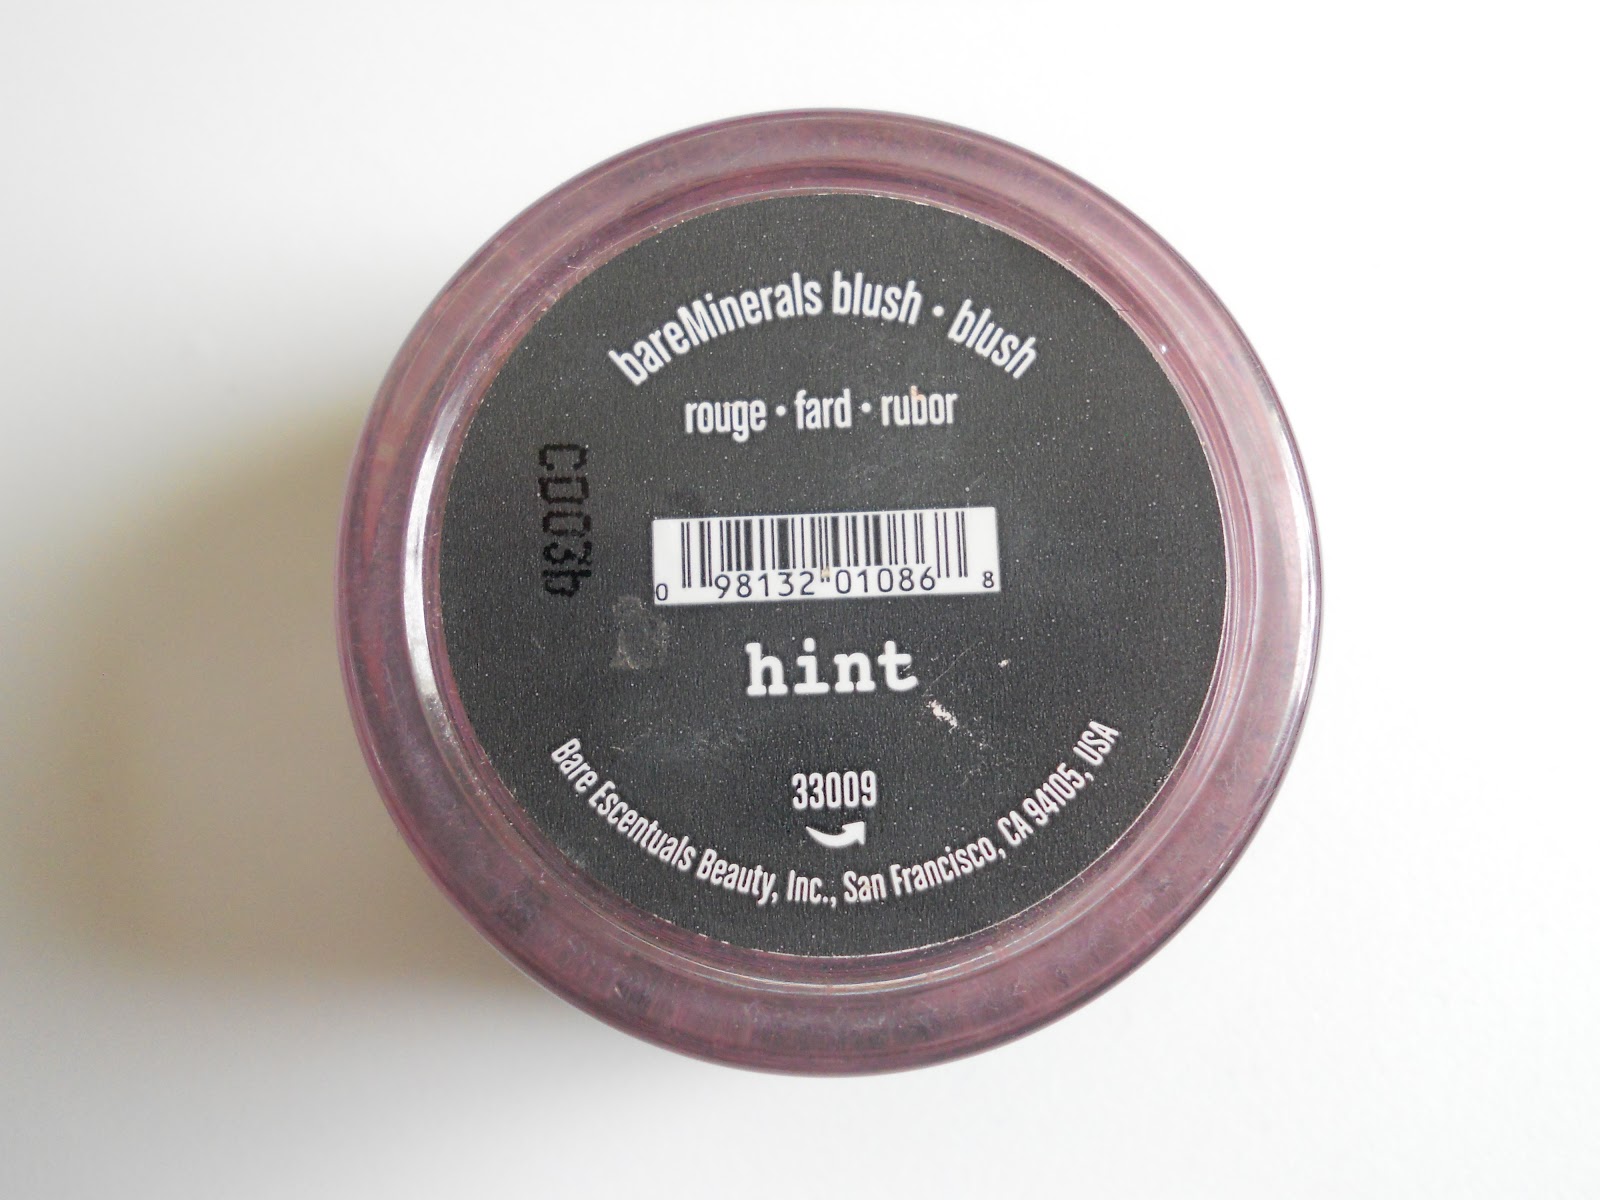 bareMinerals blush • blush
rouge • fard • rubor
0 98132 01086 8
hint
33009
Bare Escentuals Beauty, Inc., San Francisco, CA 94105, USA